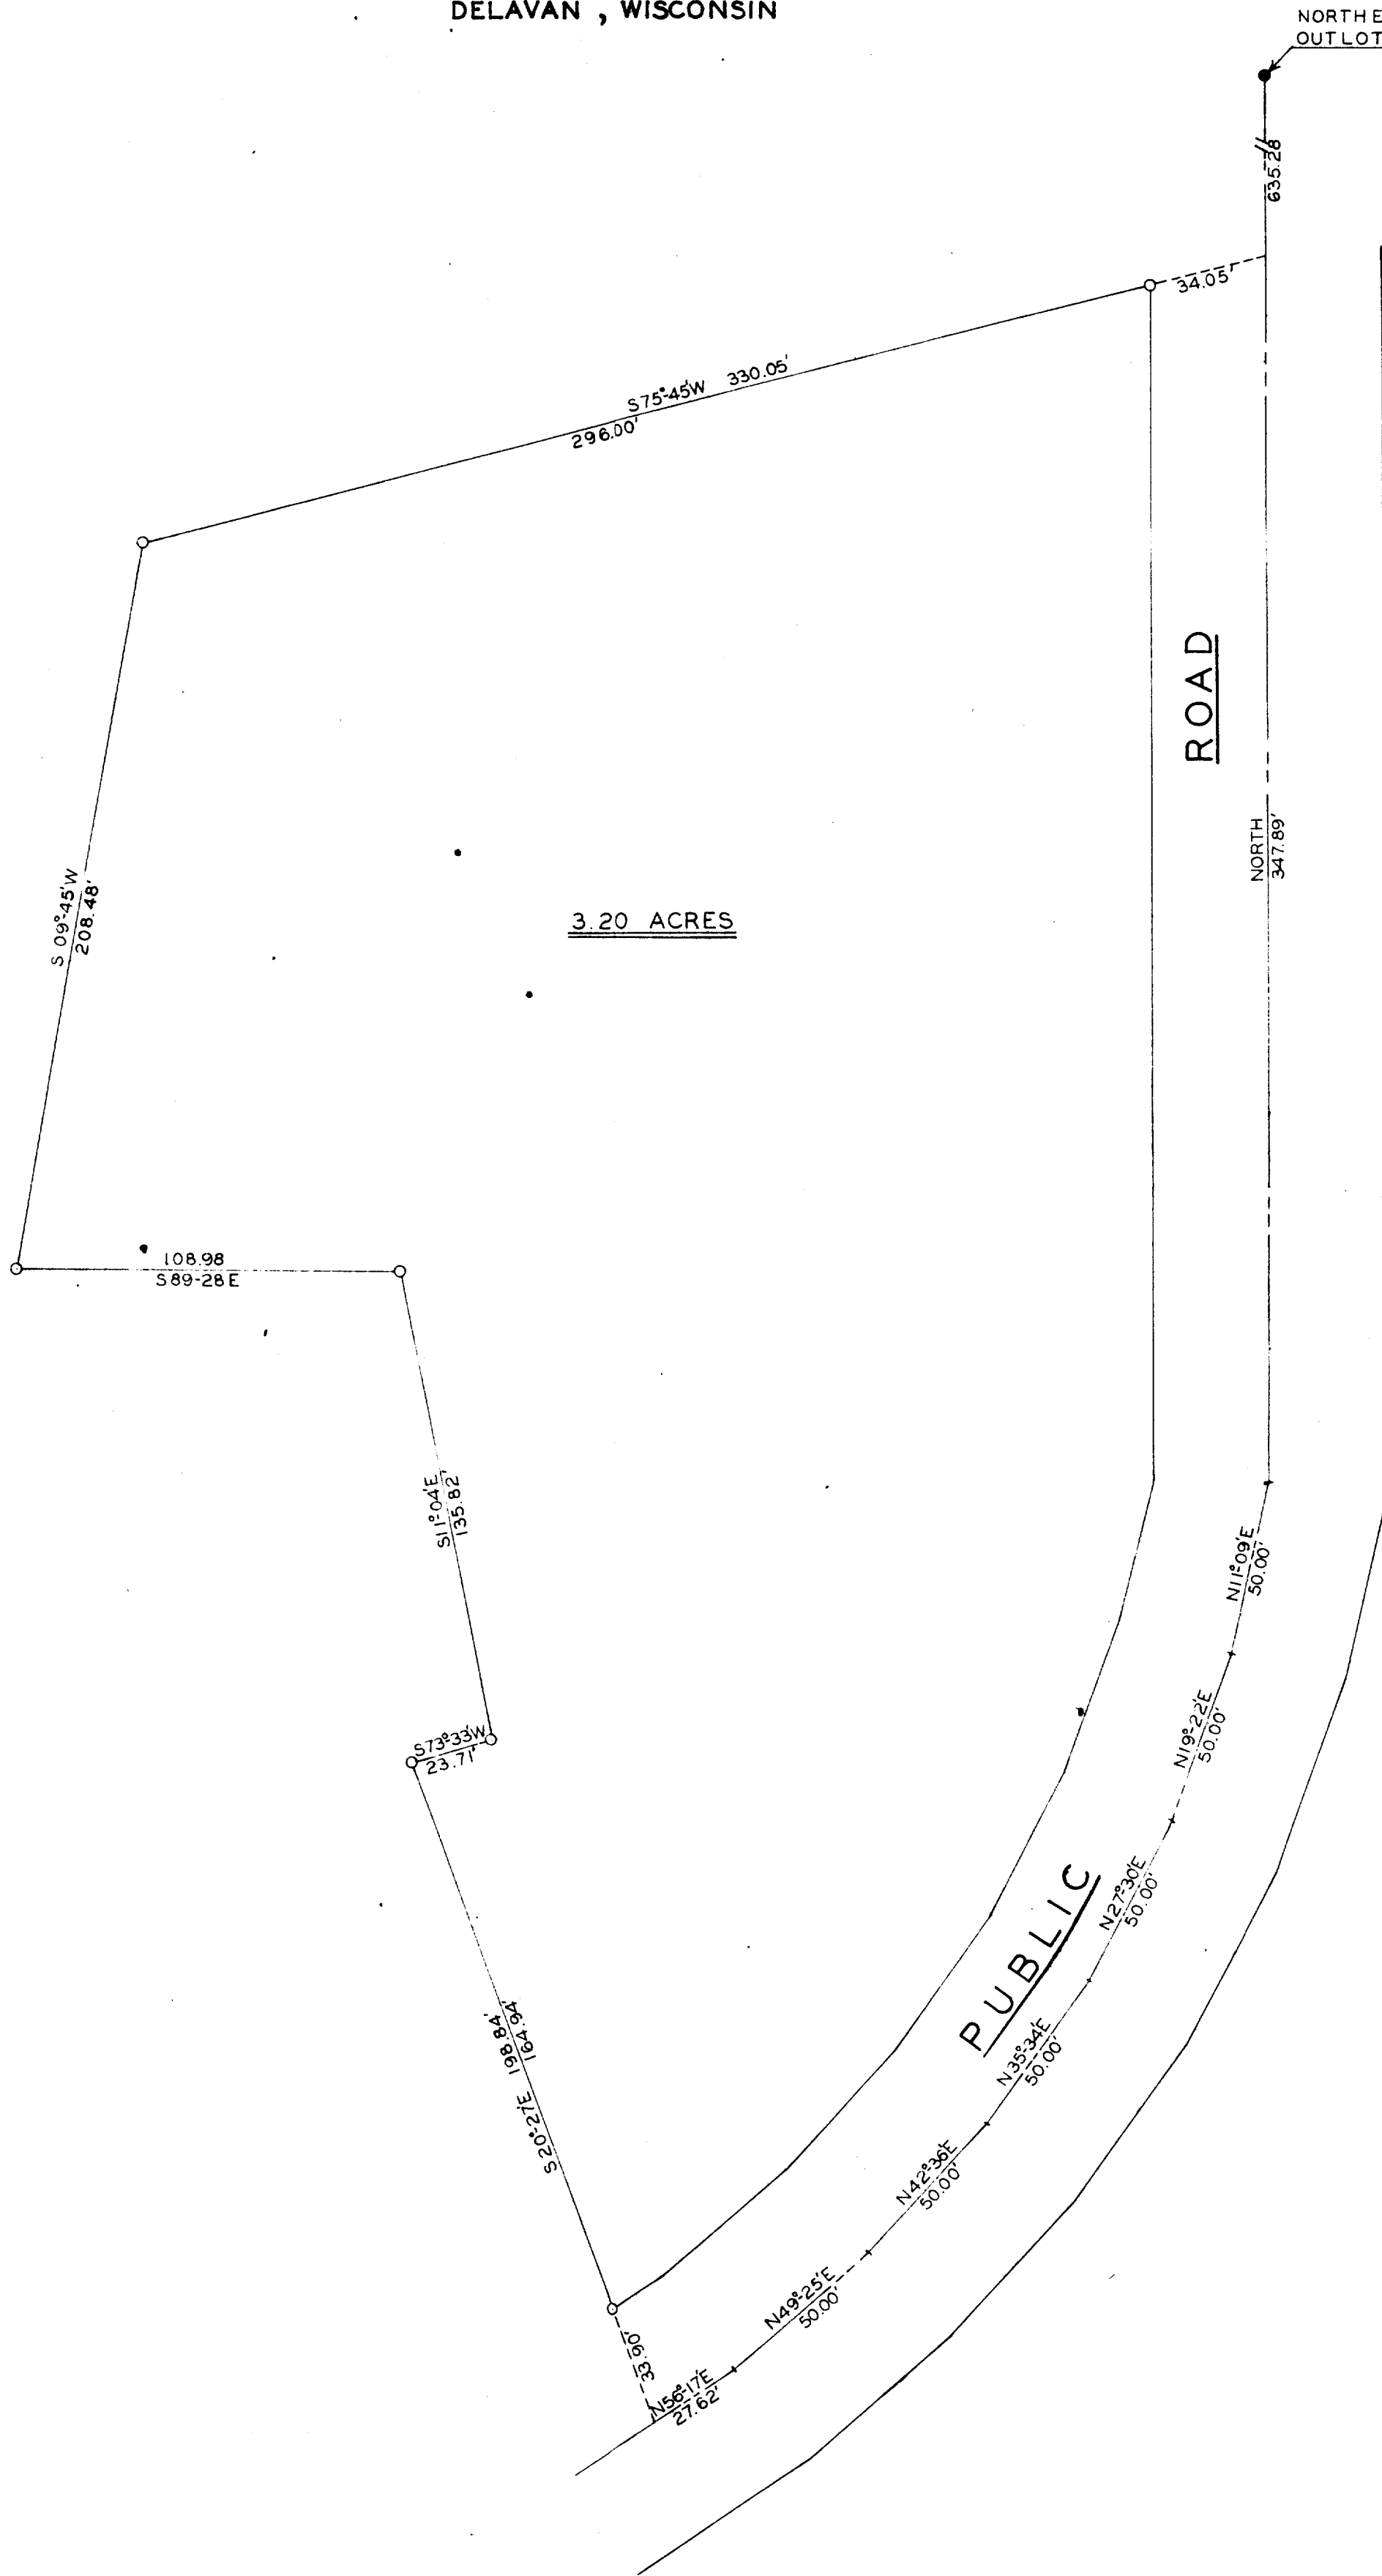 DELAVAN , WISCONSIN
NORTHE
OUTLOT
635.28
34.05'
S75°-45'W 330.05'
296.00'
ROAD
NORTH
347.89'
S 09°-45'W
208.48'
3.20 ACRES
108.98
S89-28E
S11°-04'E
135.82'
N11°-09'E
50.00'
N19°-22'E
50.00'
S73°-33'W
23.71'
N27°-30'E
50.00'
PUBLIC
N35°-34'E
50.00'
S 20°-27'E 198.84'
164.94'
N42°-36'E
50.00'
N49°-25'E
50.00'
33.90'
N56°-17'E
27.62'